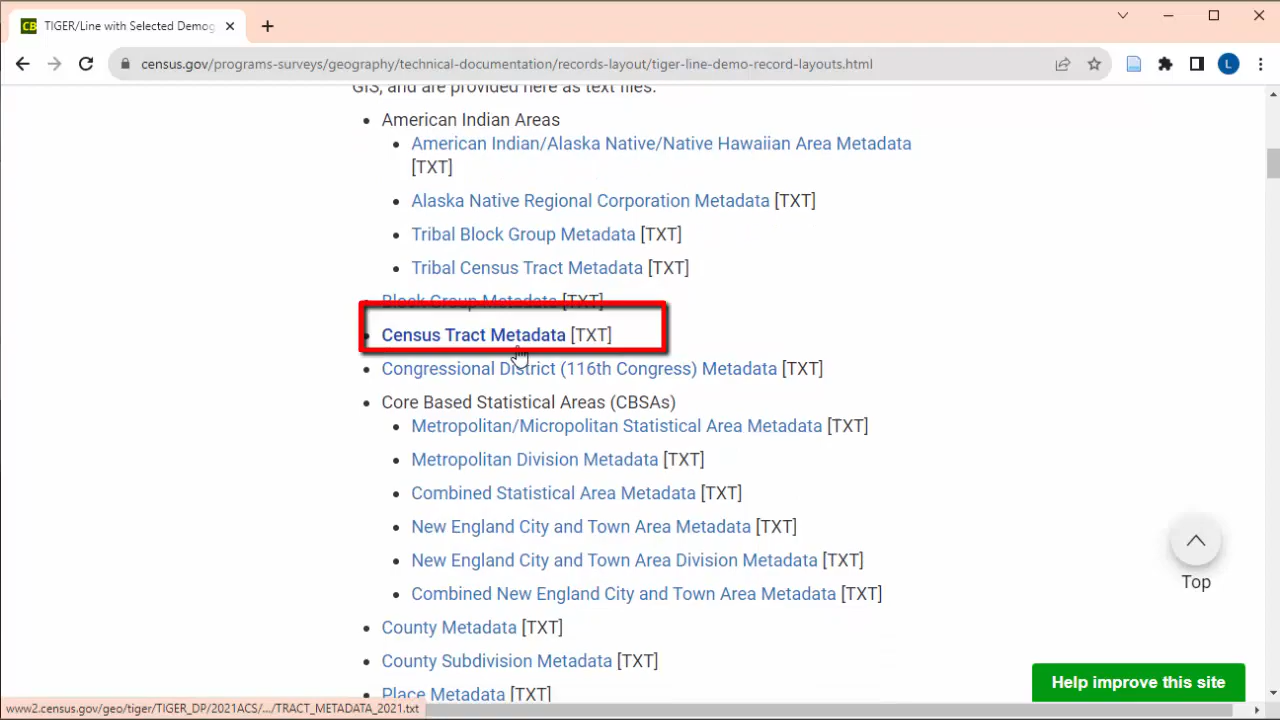 TIGER/Line with Selected Demog
census.gov/programs-surveys/geography/technical-documentation/records-layout/tiger-line-demo-record-layouts.html
L
GIS, and are provided here as text files.
American Indian Areas
American Indian/Alaska Native/Native Hawaiian Area Metadata
[TXT]
Alaska Native Regional Corporation Metadata [TXT]
Tribal Block Group Metadata [TXT]
Tribal Census Tract Metadata [TXT]
Block Group Metadata [TXT]
Census Tract Metadata [TXT]
Congressional District (116th Congress) Metadata [TXT]
Core Based Statistical Areas (CBSAs)
Metropolitan/Micropolitan Statistical Area Metadata [TXT]
Metropolitan Division Metadata [TXT]
Combined Statistical Area Metadata [TXT]
New England City and Town Area Metadata [TXT]
New England City and Town Area Division Metadata [TXT]
Combined New England City and Town Area Metadata [TXT]
County Metadata [TXT]
County Subdivision Metadata [TXT]
Place Metadata [TXT]
Top
Help improve this site
www2.census.gov/geo/tiger/TIGER_DP/2021ACS/.../TRACT_METADATA_2021.txt